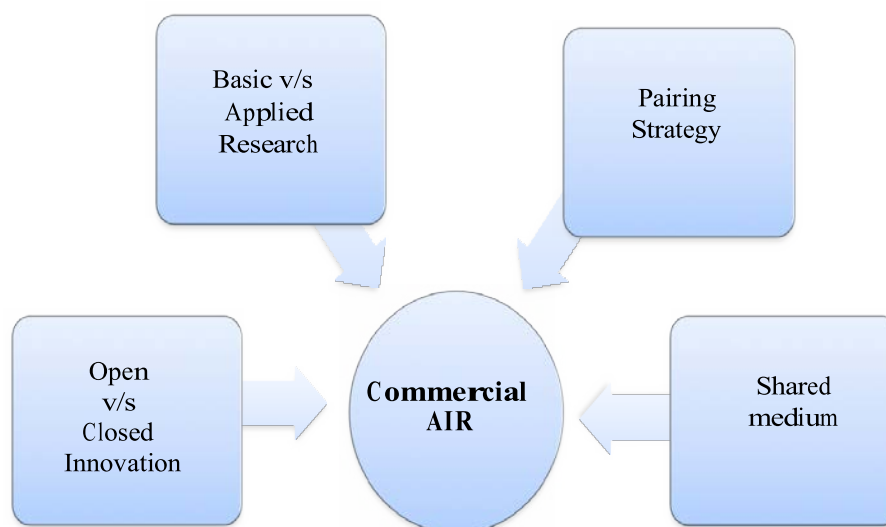 Basic v/s
Applied
Research
Pairing
Strategy
Open
v/s
Closed
Innovation
Commercial
AIR
Shared
medium